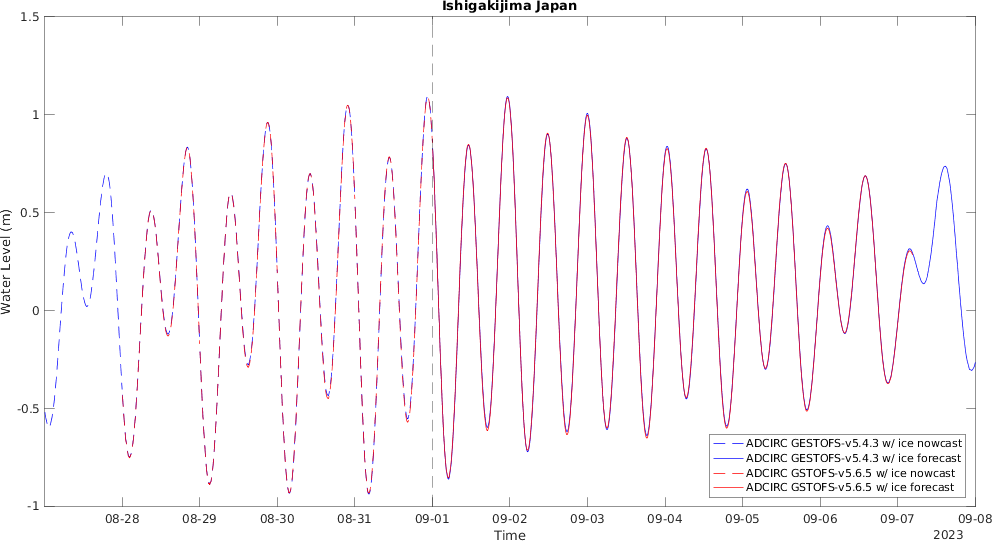 Ishigakijima Japan
1.5
1
0.5
0
-0.5
-1
Water Level (m)
ADCIRC GESTOFS-v5.4.3 w/ ice nowcast
ADCIRC GESTOFS-v5.4.3 w/ ice forecast
ADCIRC GSTOFS-v5.6.5 w/ ice nowcast
ADCIRC GSTOFS-v5.6.5 w/ ice forecast
08-28 08-29 08-30 08-31 09-01 09-02 09-03 09-04 09-05 09-06 09-07 09-08
Time
2023